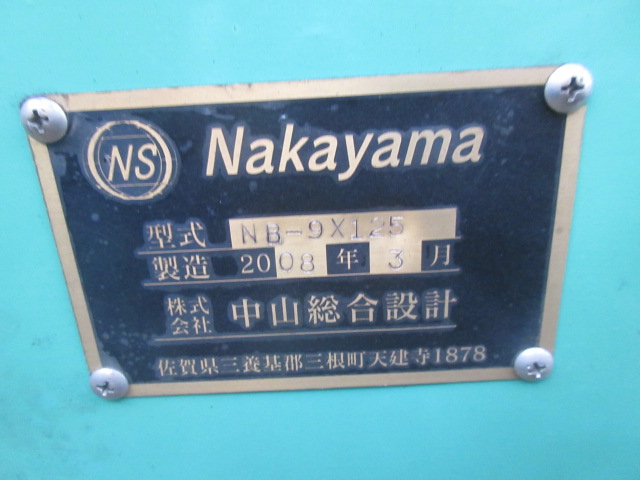 NS Nakayama
型式 NB-9X125
製造 2008 年 3 月
株式会社 中山総合設計
佐賀県三養基郡三根町天建寺1878